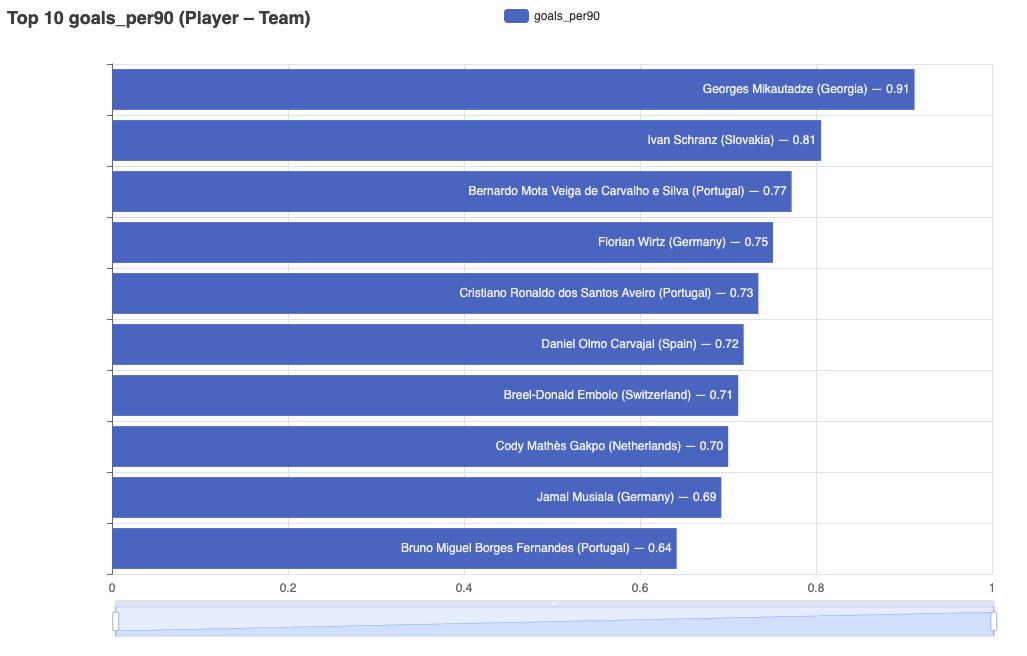 Top 10 goals_per90 (Player – Team)
goals_per90
Georges Mikautadze (Georgia) — 0.91
Ivan Schranz (Slovakia) — 0.81
Bernardo Mota Veiga de Carvalho e Silva (Portugal) — 0.77
Florian Wirtz (Germany) — 0.75
Cristiano Ronaldo dos Santos Aveiro (Portugal) — 0.73
Daniel Olmo Carvajal (Spain) — 0.72
Breel-Donald Embolo (Switzerland) — 0.71
Cody Mathès Gakpo (Netherlands) — 0.70
Jamal Musiala (Germany) — 0.69
Bruno Miguel Borges Fernandes (Portugal) — 0.64
0 0.2 0.4 0.6 0.8 1